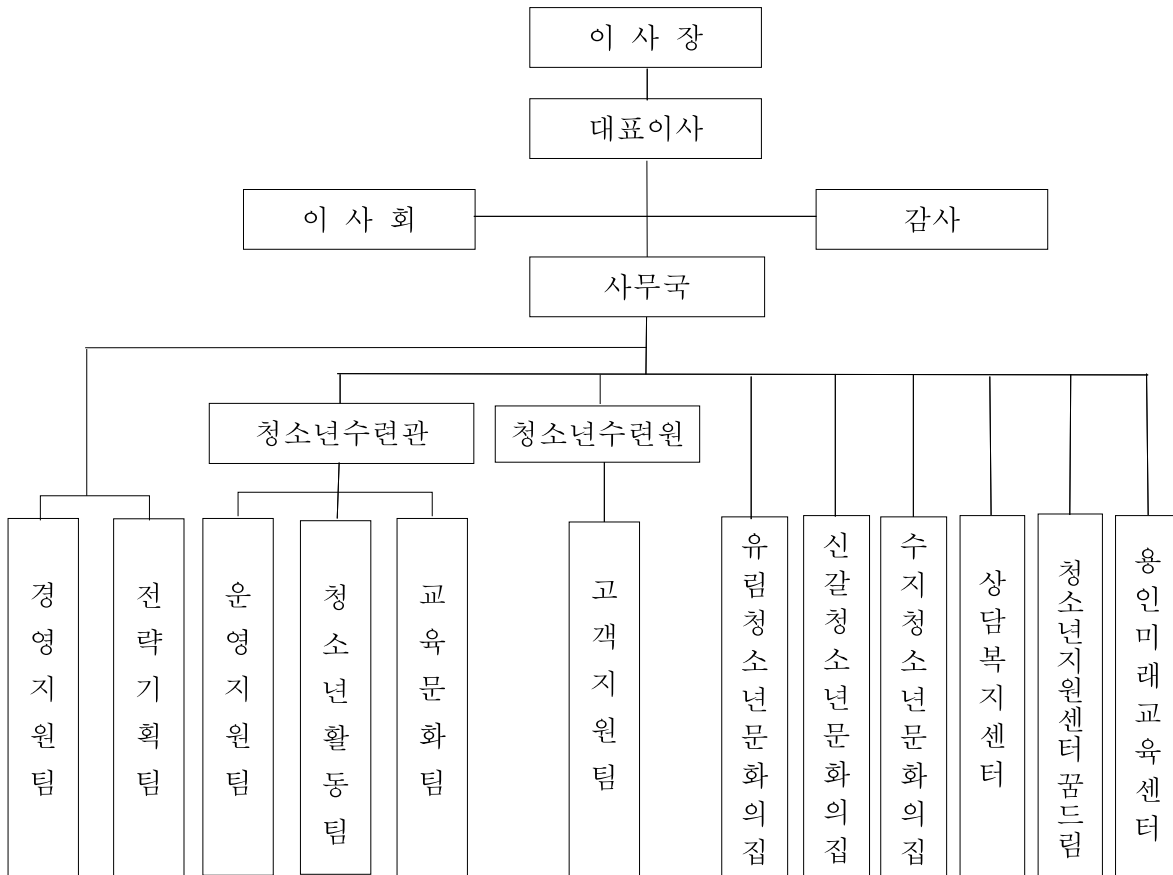 이 사 장
대표이사
이 사 회
감사
사무국
청소년수련관
청소년수련원
경영지원팀
전략기획팀
운영지원팀
청소년활동팀
교육문화팀
고객지원팀
유림청소년문화의집
신갈청소년문화의집
수지청소년문화의집
상담복지센터
청소년지원센터꿈드림
용인미래교육센터